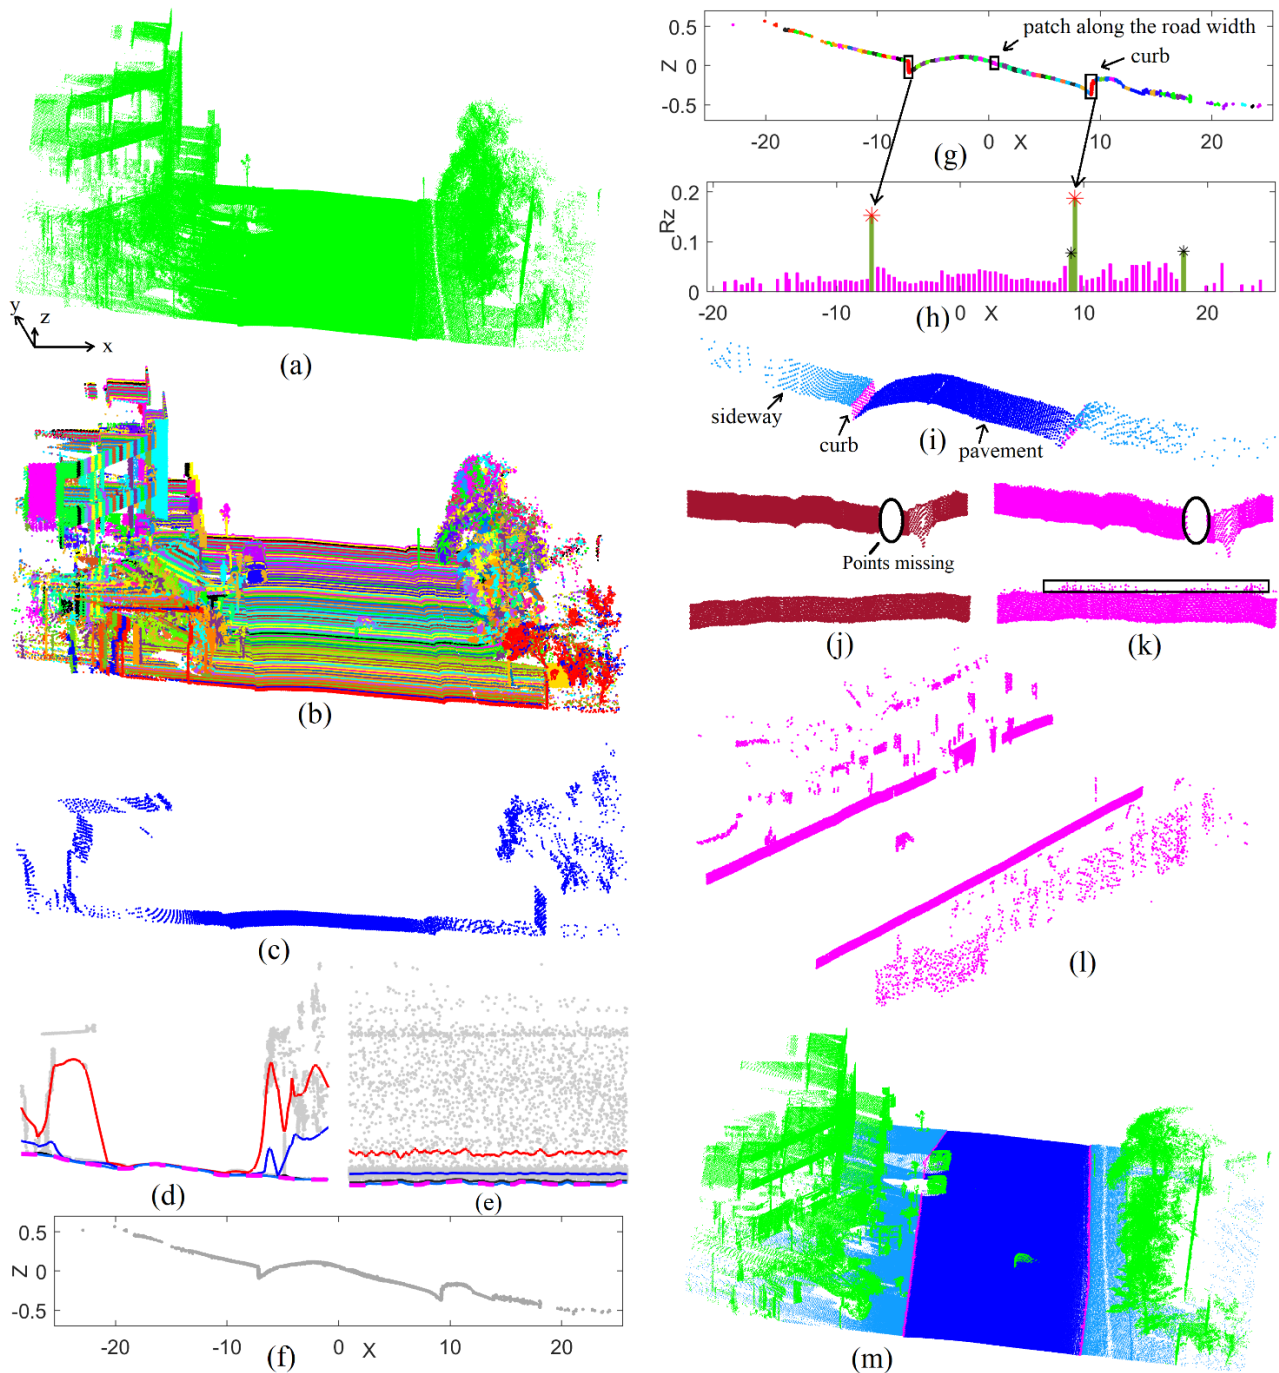 y
z
x
(a)
(b)
(c)
(d)
(e)
0.5
Z
0
-0.5
-20
-10
0
X
10
20
(f)
0.5
Z
0
-0.5
patch along the road width
curb
-20
-10
0
X
10
20
(g)
0.2
Rz
0.1
0
-20
-10
0
X
10
20
(h)
sideway
curb
pavement
(i)
Points missing
(j)
(k)
(l)
(m)